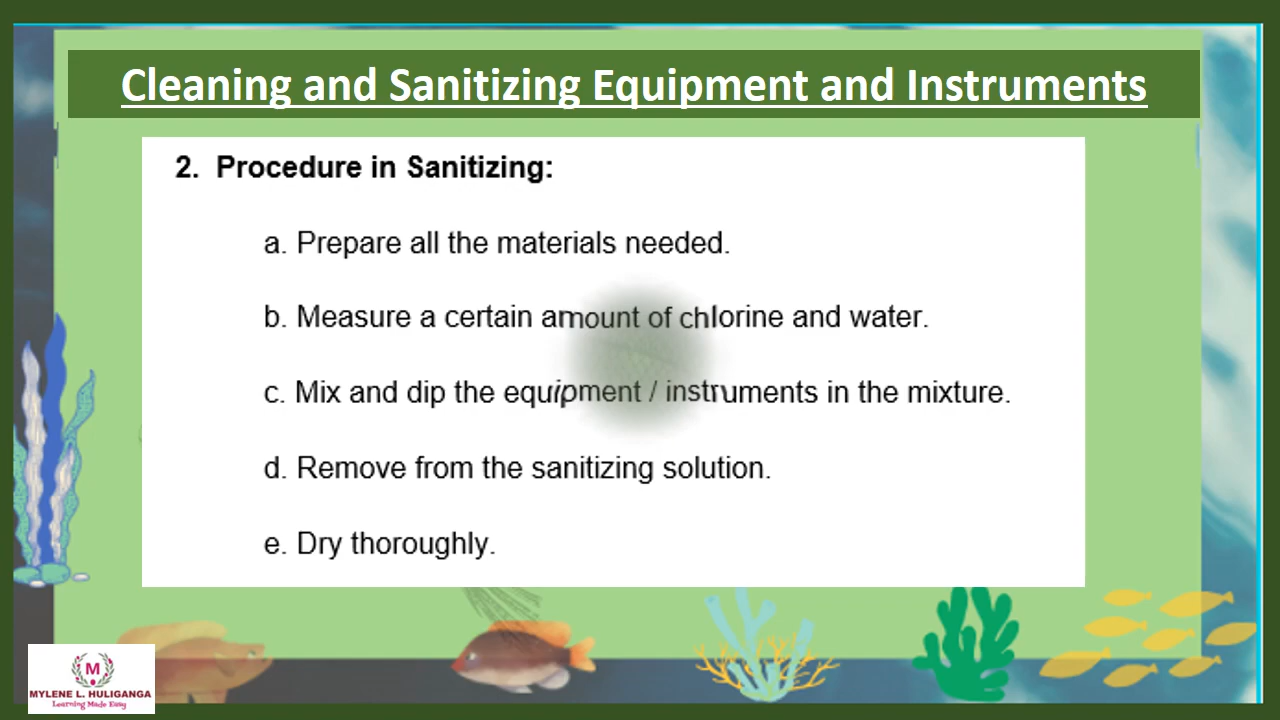 Cleaning and Sanitizing Equipment and Instruments
2. Procedure in Sanitizing:
a. Prepare all the materials needed.
b. Measure a certain amount of chlorine and water.
c. Mix and dip the equipment / instruments in the mixture.
d. Remove from the sanitizing solution.
e. Dry thoroughly.
M
MYLENE L. HULIGANGA
Learning Made Easy